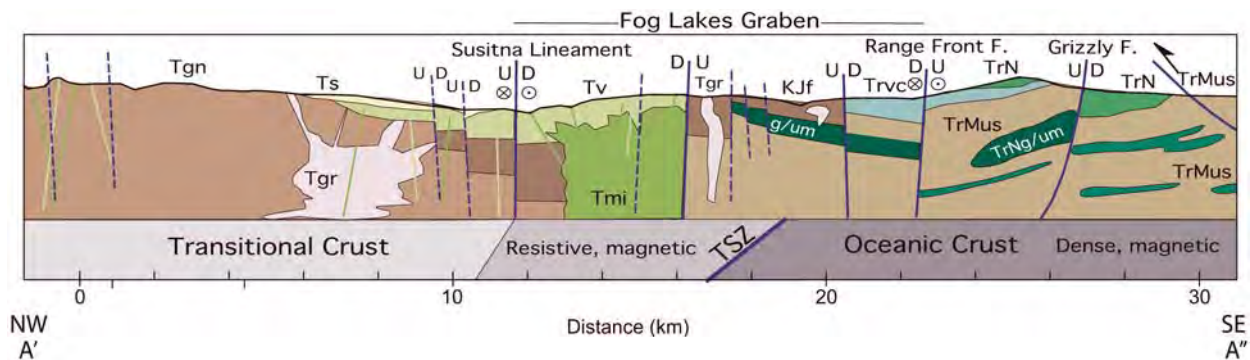 Fog Lakes Graben
Susitna Lineament
Range Front F.
Grizzly F.
Tgn
Ts
U D
U D
U D
Tv
D U
Tgr
KJf
U D
Trvc
D U
TrN
U D
TrN
TrMus
g/um
TrMus
TrNg/um
Tgr
Tmi
TrMus
Transitional Crust
Resistive, magnetic
TSZ
Oceanic Crust
Dense, magnetic
0
10
20
30
NW
A'
Distance (km)
SE
A"